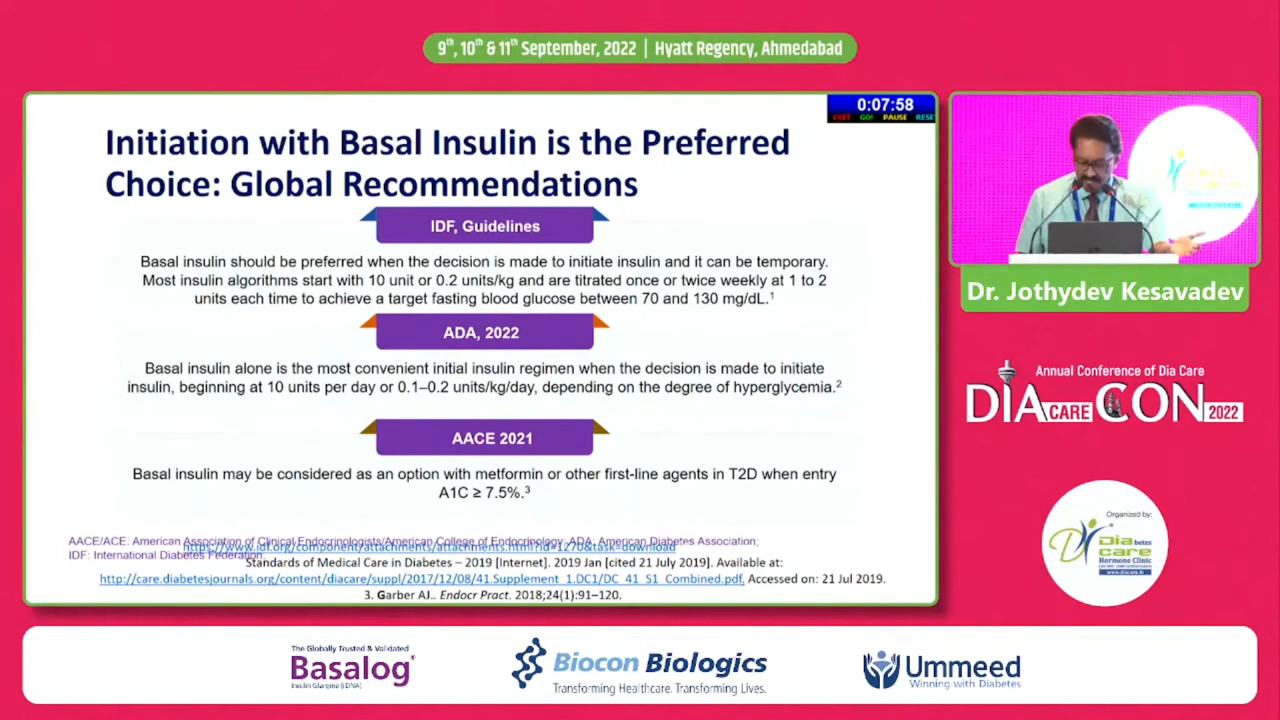 9th, 10th & 11th September, 2022 | Hyatt Regency, Ahmedabad
0:07:58
EXIT GO! PAUSE RESE
Initiation with Basal Insulin is the Preferred
Choice: Global Recommendations
IDF, Guidelines
Basal insulin should be preferred when the decision is made to initiate insulin and it can be temporary.
Most insulin algorithms start with 10 unit or 0.2 units/kg and are titrated once or twice weekly at 1 to 2
units each time to achieve a target fasting blood glucose between 70 and 130 mg/dL.1
ADA, 2022
Basal insulin alone is the most convenient initial insulin regimen when the decision is made to initiate
insulin, beginning at 10 units per day or 0.1–0.2 units/kg/day, depending on the degree of hyperglycemia.2
AACE 2021
Basal insulin may be considered as an option with metformin or other first-line agents in T2D when entry
A1C ≥ 7.5%.3
AACE/ACE: American Association of Clinical Endocrinologists/American College of Endocrinology. ADA: American Diabetes Association;
https://www.idf.org/component/attachments/attachments.html?id=1270&task=download
IDF: International Diabetes Federation.
Standards of Medical Care in Diabetes – 2019 [Internet]. 2019 Jan [cited 21 July 2019]. Available at:
http://care.diabetesjournals.org/content/diacare/suppl/2017/12/08/41.Supplement_1.DC1/DC_41_S1_Combined.pdf. Accessed on: 21 Jul 2019.
3. Garber AJ.. Endocr Pract. 2018;24(1):91–120.
Dr. Jothydev Kesavadev
Annual Conference of Dia Care
DIA CARE CON 2022
Organized by:
Diabetes
care
Hormone Clinic
www.diacare.in
The Globally Trusted & Validated
Basalog
Insulin Glargine (rDNA)
Biocon Biologics
Transforming Healthcare. Transforming Lives.
Ummeed
Winning with Diabetes